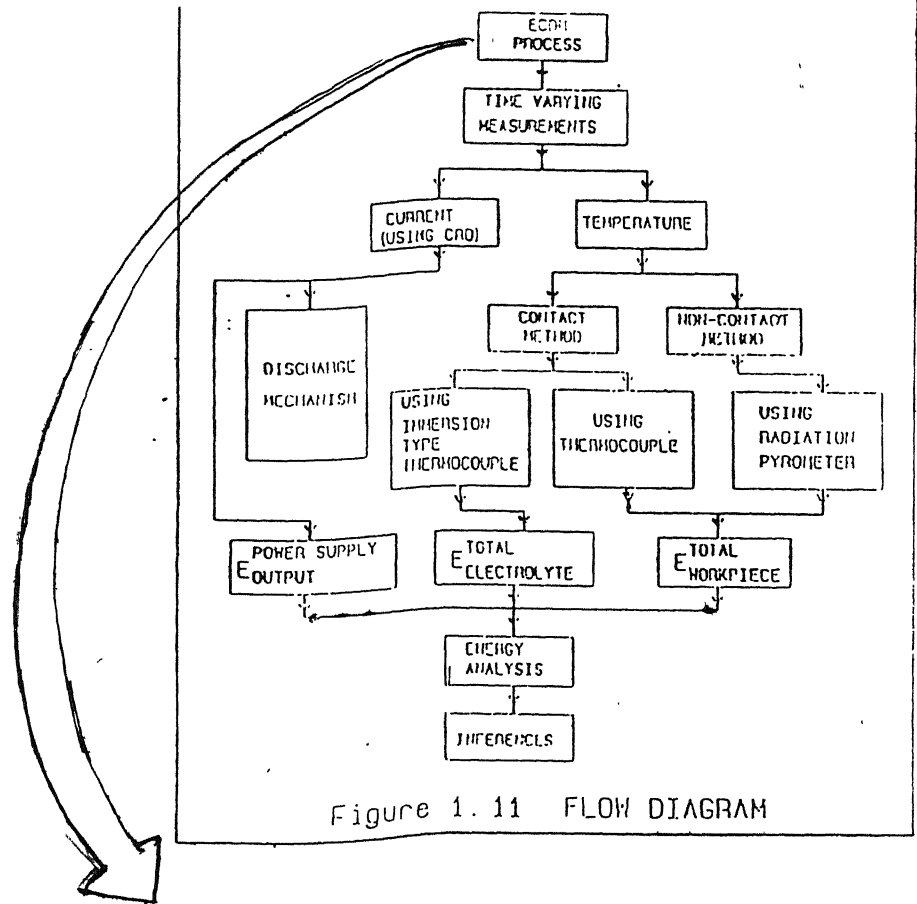 ECDM
PROCESS
TIME VARYING
MEASUREMENTS
CURRENT
(USING CRO)
TEMPERATURE
CONTACT
METHOD
NON-CONTACT
METHOD
DISCHARGE
MECHANISM
USING
IMMERSION
TYPE
THERMOCOUPLE
USING
THERMOCOUPLE
USING
RADIATION
PYROMETER
E POWER SUPPLY
OUTPUT
E TOTAL
ELECTROLYTE
E TOTAL
WORKPIECE
ENERGY
ANALYSIS
INFERENCES
Figure 1.11 FLOW DIAGRAM